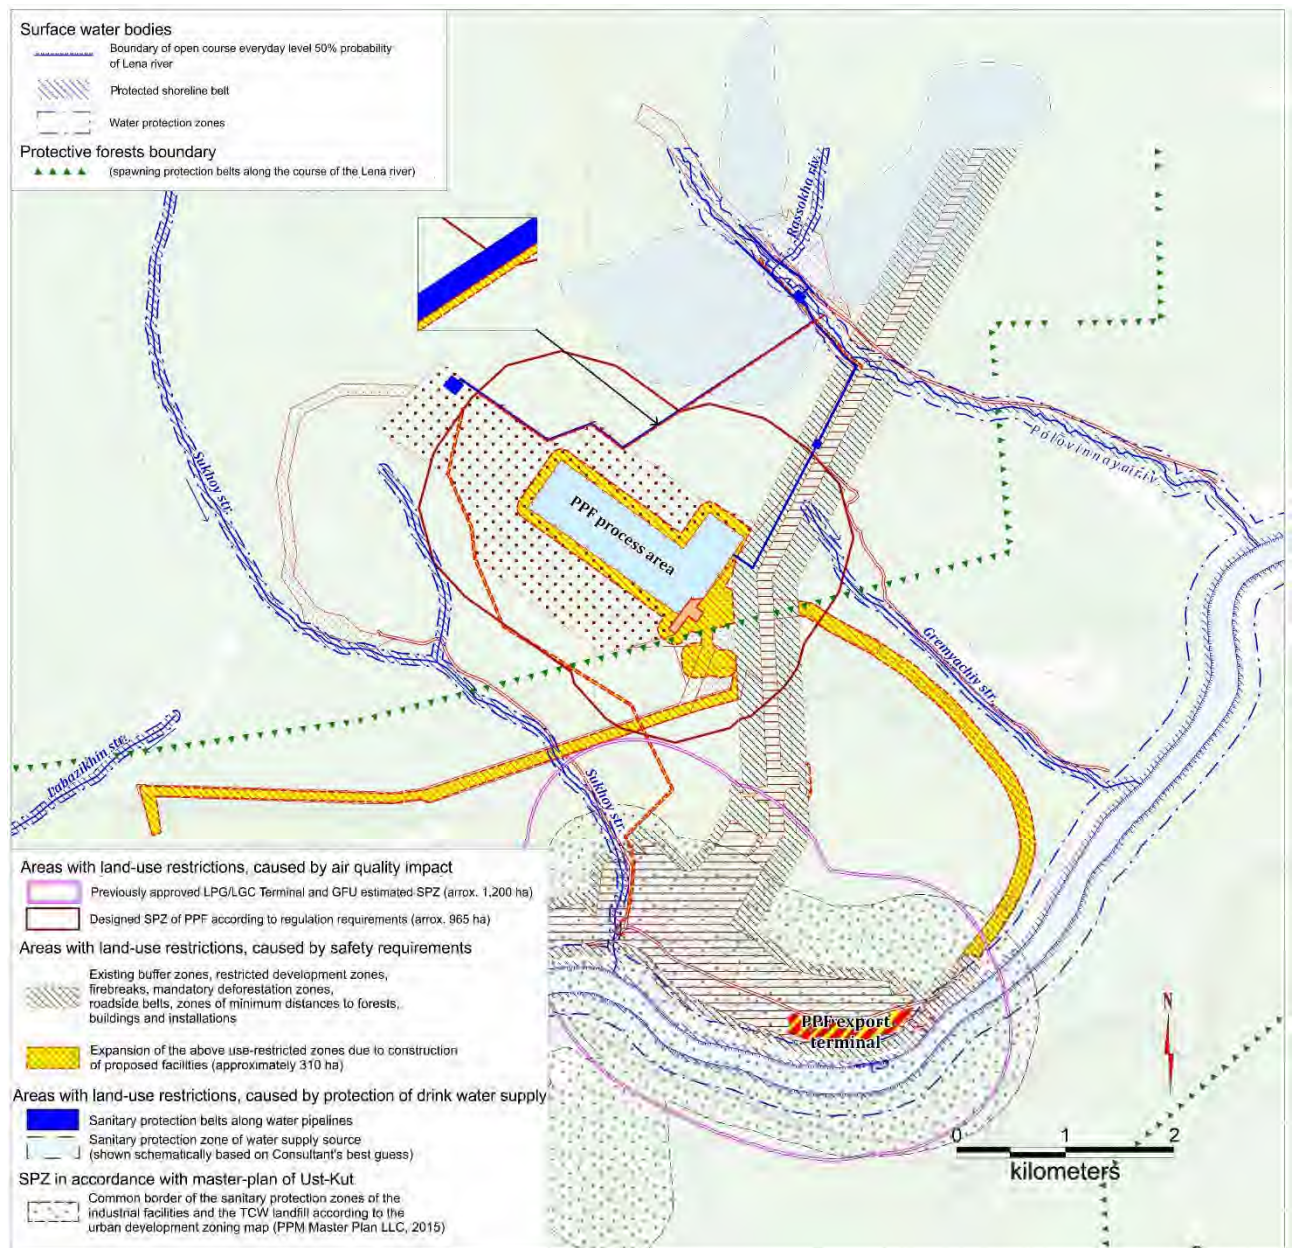 Surface water bodies
Boundary of open course everyday level 50% probability
of Lena river
Protected shoreline belt
Water protection zones
Protective forests boundary
(spawning protection belts along the course of the Lena river)
Rassokha riv.
Polovinnaya riv.
Sukhoy str.
PPF process area
Gremyachiy str.
Sukhoy str.
PPF export
terminal
N
0 1 2
kilometers
Areas with land-use restrictions, caused by air quality impact
Previously approved LPG/LGC Terminal and GFU estimated SPZ (arrox. 1,200 ha)
Designed SPZ of PPF according to regulation requirements (arrox. 965 ha)
Areas with land-use restrictions, caused by safety requirements
Existing buffer zones, restricted development zones,
firebreaks, mandatory deforestation zones,
roadside belts, zones of minimum distances to forests,
buildings and installations
Expansion of the above use-restricted zones due to construction
of proposed facilities (approximately 310 ha)
Areas with land-use restrictions, caused by protection of drink water supply
Sanitary protection belts along water pipelines
Sanitary protection zone of water supply source
(shown schematically based on Consultant's best guess)
SPZ in accordance with master-plan of Ust-Kut
Common border of the sanitary protection zones of the
industrial facilities and the TCW landfill according to the
urban development zoning map (PPM Master Plan LLC, 2015)